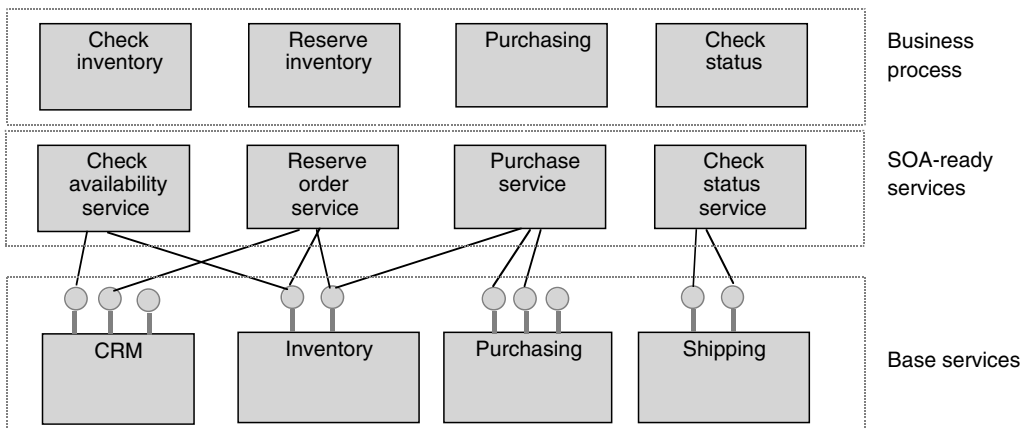 Check
inventory
Reserve
inventory
Purchasing
Check
status
Business
process
Check
availability
service
Reserve
order
service
Purchase
service
Check
status
service
SOA-ready
services
CRM
Inventory
Purchasing
Shipping
Base services